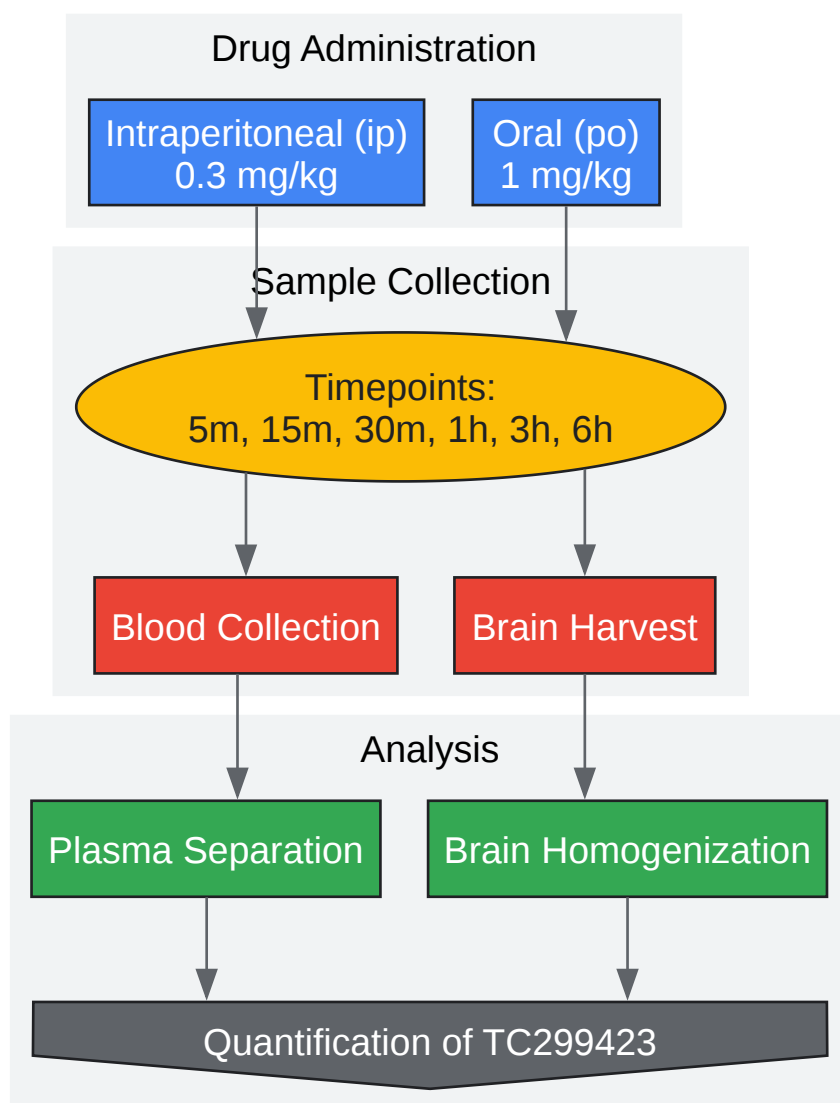 Drug Administration
Intraperitoneal (ip)
0.3 mg/kg
Oral (po)
1 mg/kg
Sample Collection
Timepoints:
5m, 15m, 30m, 1h, 3h, 6h
Blood Collection
Brain Harvest
Analysis
Plasma Separation
Brain Homogenization
Quantification of TC299423